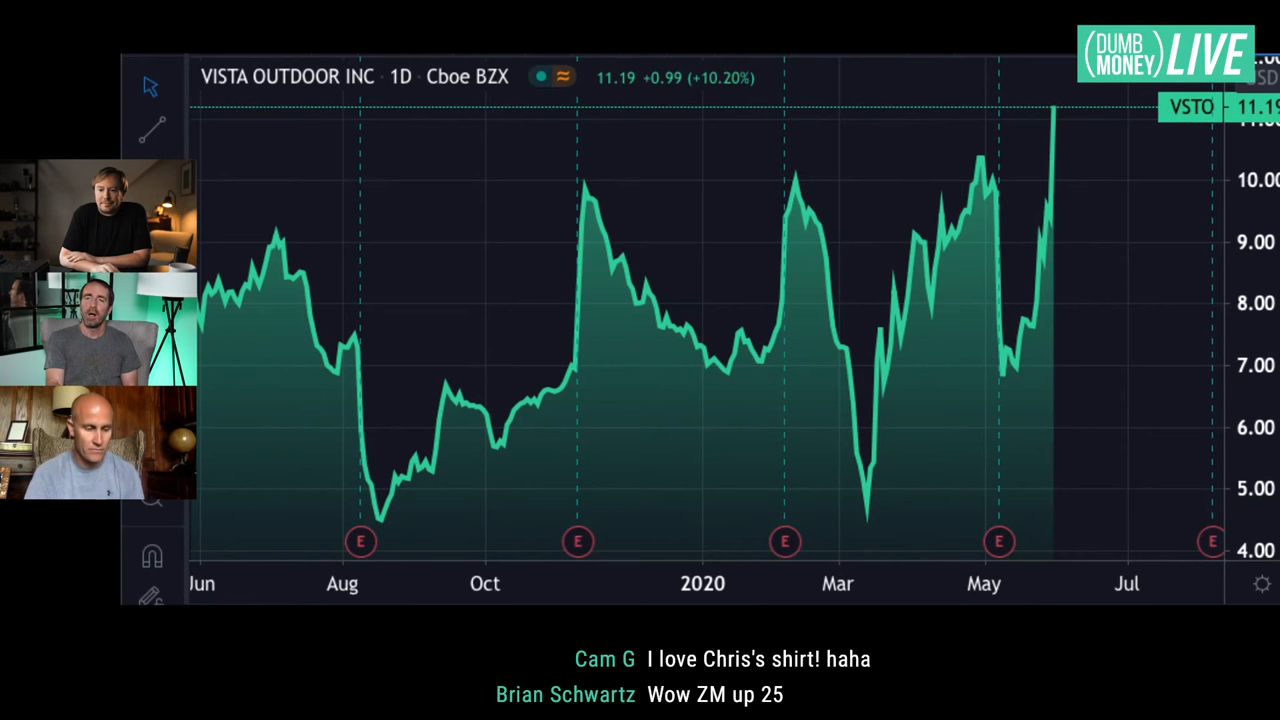 (DUMB MONEY) LIVE
VISTA OUTDOOR INC · 1D · Cboe BZX
11.19 +0.99 (+10.20%)
USD
VSTO 11.19
10.00
9.00
8.00
7.00
6.00
5.00
4.00
E E E E E
Jun Aug Oct 2020 Mar May Jul
Cam G I love Chris's shirt! haha
Brian Schwartz Wow ZM up 25